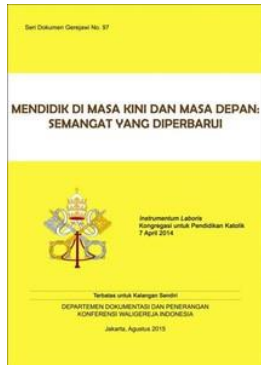 Seri Dokumen Gerejawi No. 97
MENDIDIK DI MASA KINI DAN MASA DEPAN:
SEMANGAT YANG DIPERBARUI
Instrumentum Laboris
Kongregasi untuk Pendidikan Katolik
7 April 2014
Terbatas untuk Kalangan Sendiri
DEPARTEMEN DOKUMENTASI DAN PENERANGAN
KONFERENSI WALIGEREJA INDONESIA
Jakarta, Agustus 2015